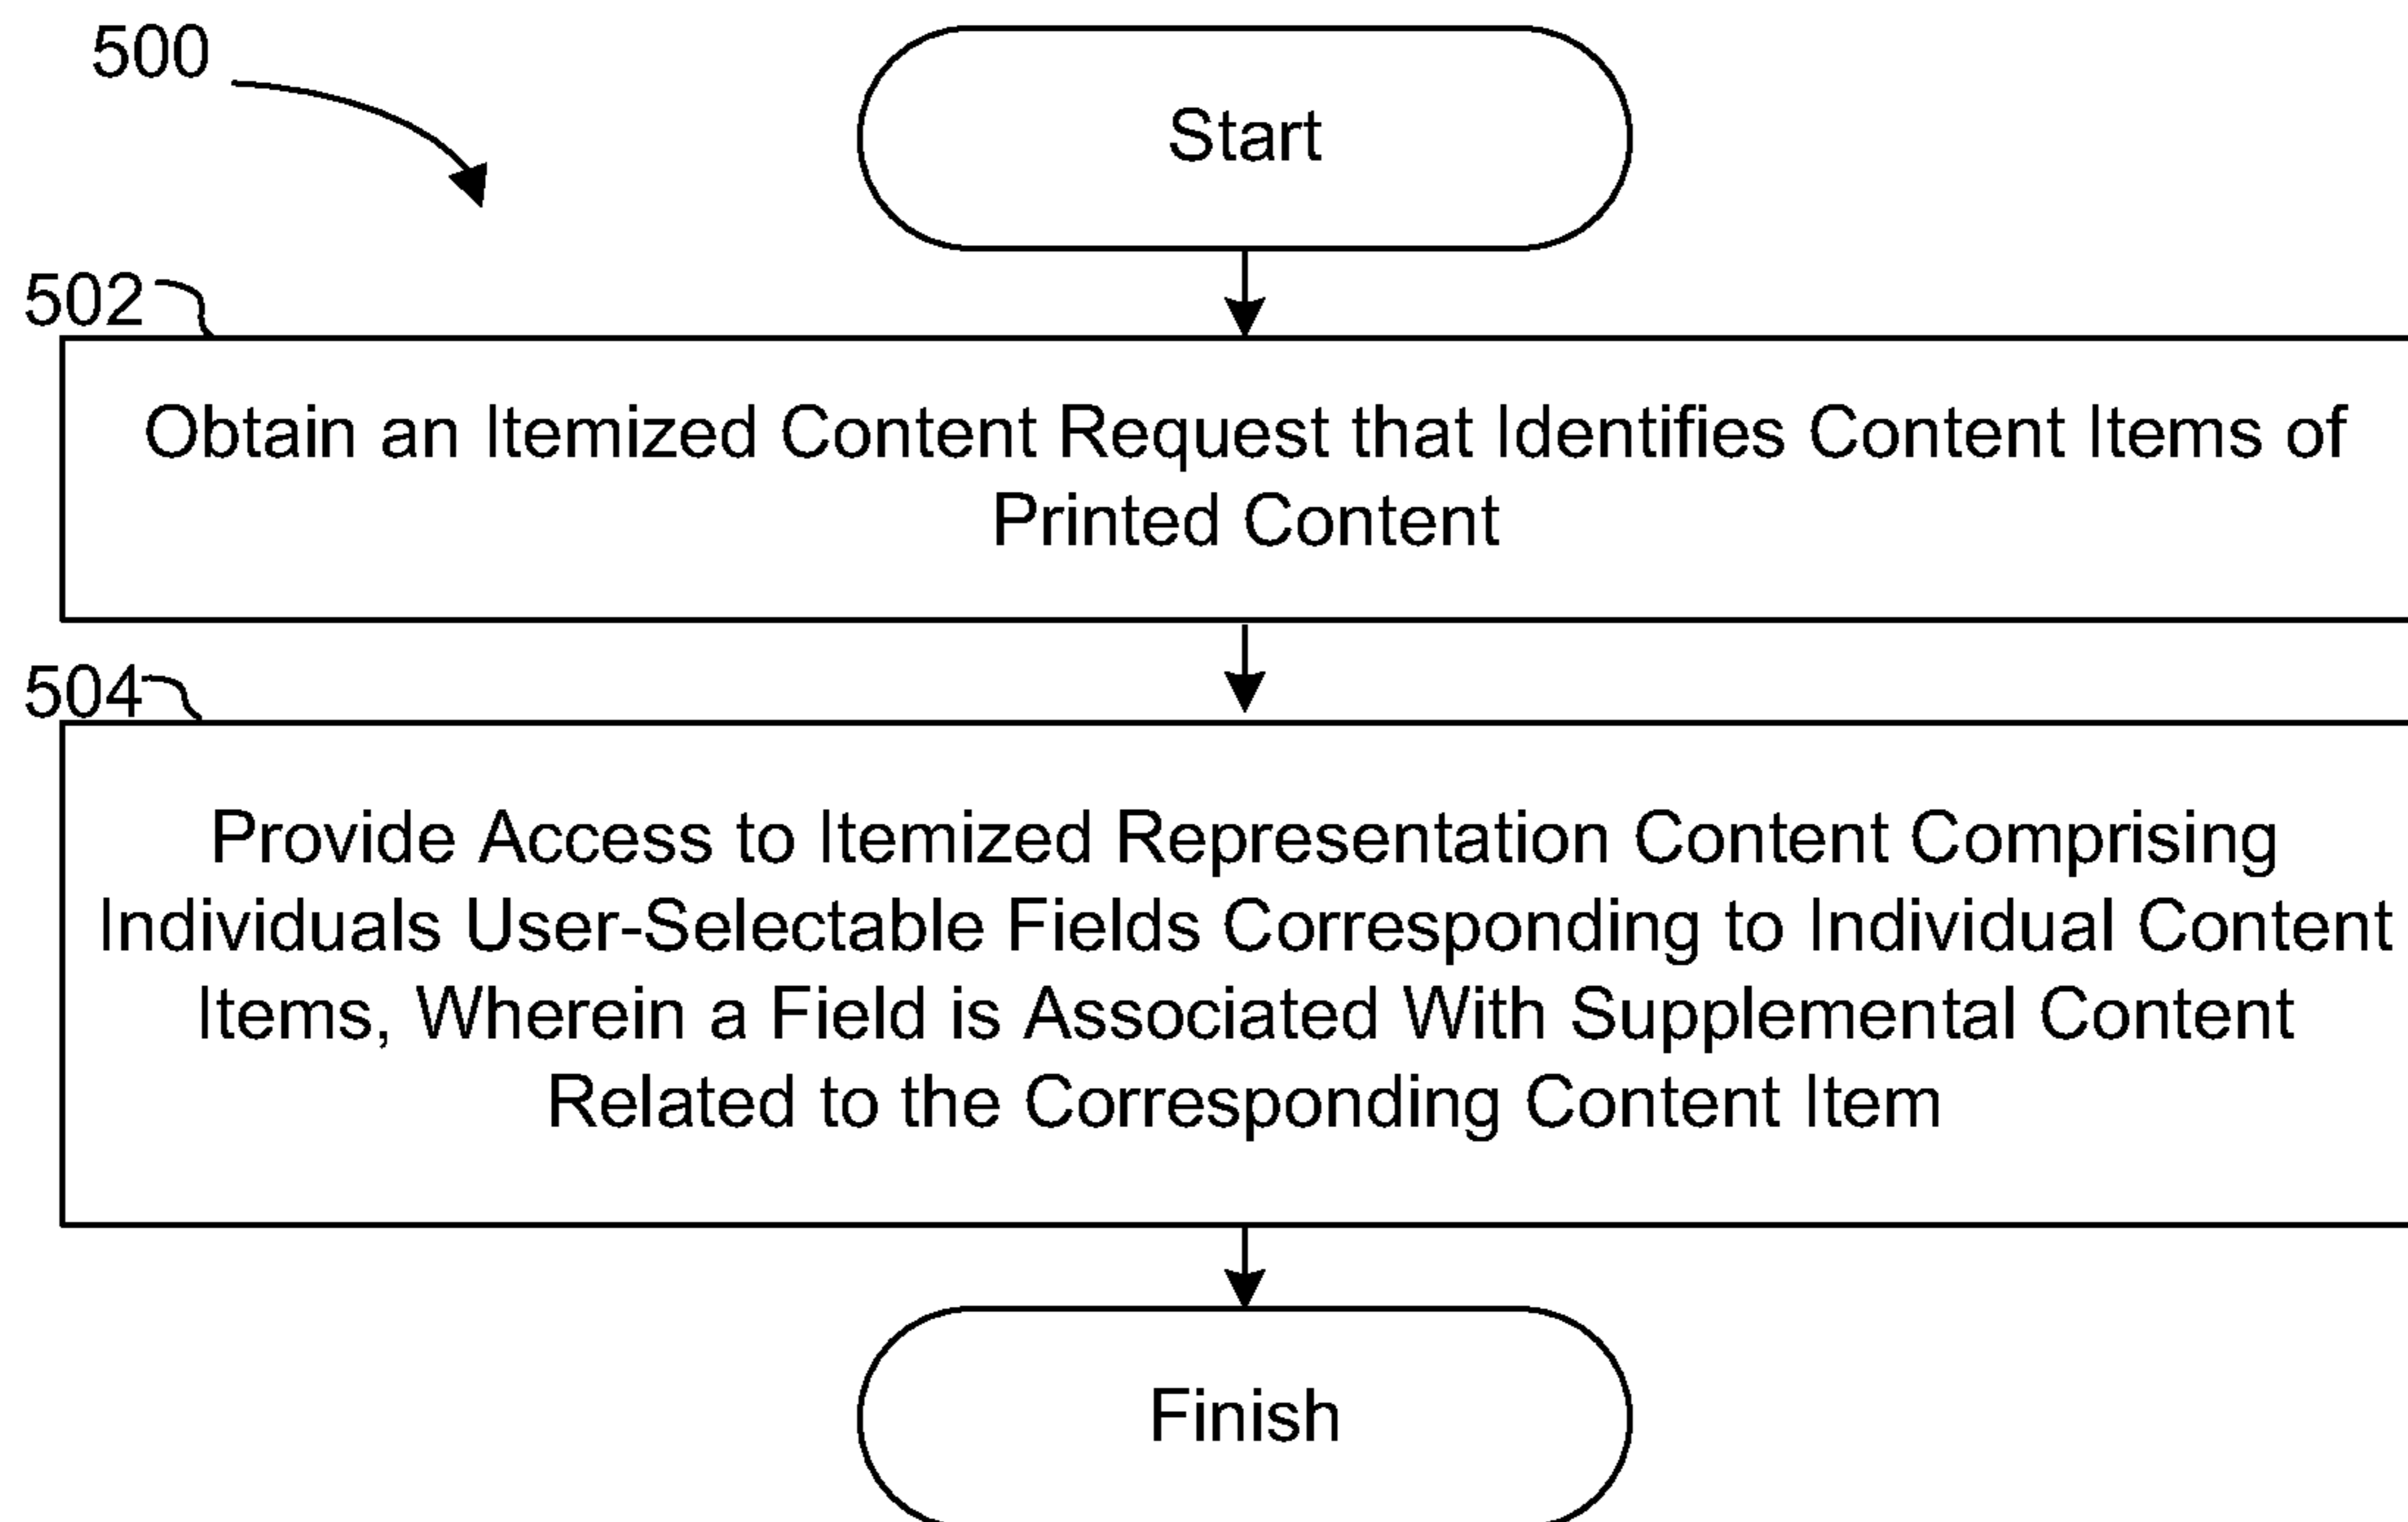 500
Start
502
Obtain an Itemized Content Request that Identifies Content Items of
Printed Content
504
Provide Access to Itemized Representation Content Comprising
Individuals User-Selectable Fields Corresponding to Individual Content
Items, Wherein a Field is Associated With Supplemental Content
Related to the Corresponding Content Item
Finish